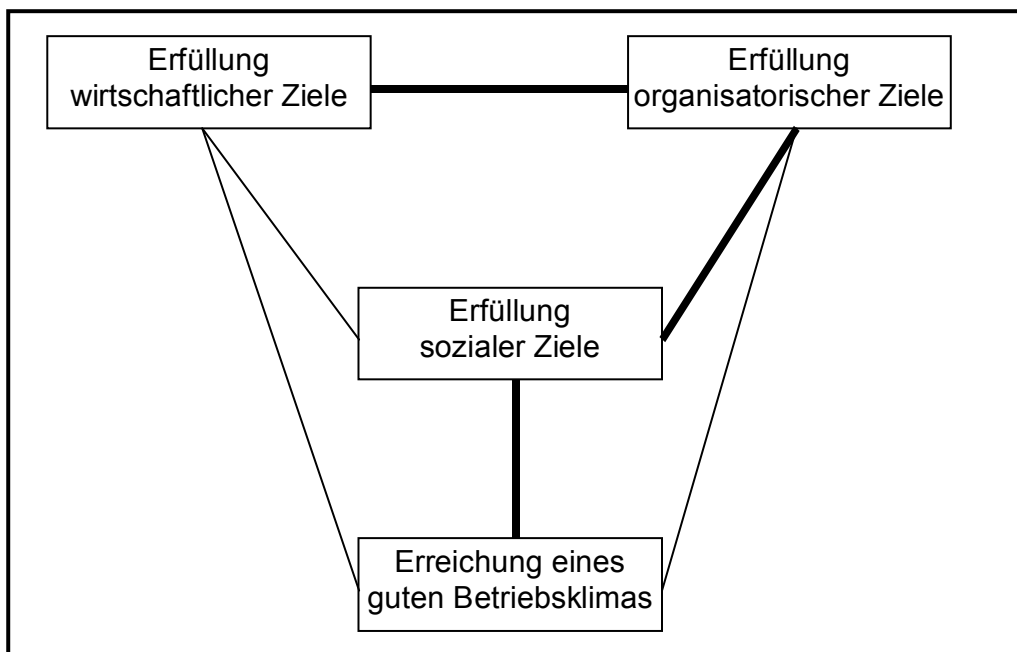 Erfüllung
wirtschaftlicher Ziele
Erfüllung
organisatorischer Ziele
Erfüllung
sozialer Ziele
Erreichung eines
guten Betriebsklimas